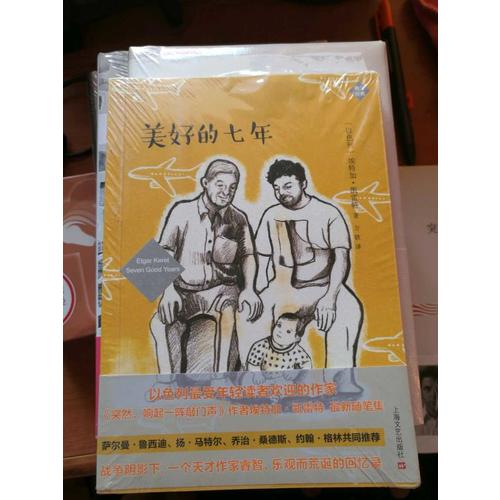 美好的七年
[以色列] 埃特加·凯雷特 著
方铁 译
Etgar Keret
Seven Good Years
以色列最受年轻读者欢迎的作家
《突然,响起一阵敲门声》作者埃特加·凯雷特 最新随笔集
萨尔曼·鲁西迪、扬·马特尔、乔治·桑德斯、约翰·格林共同推荐
战争阴影下,一个天才作家睿智、乐观而荒诞的回忆录
上海文艺出版社
突